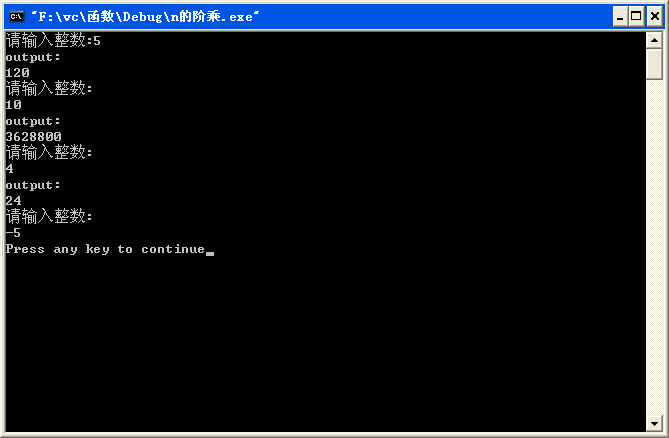 "F:\vc\函数\Debug\n的阶乘.exe"
请输入整数:5
output:
120
请输入整数:
10
output:
3628800
请输入整数:
4
output:
24
请输入整数:
-5
Press any key to continue